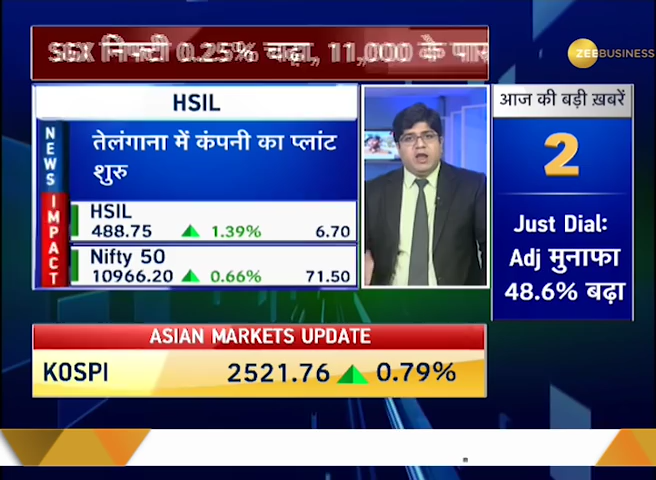 SGX निफ्टी 0.25% चढ़ा, 11,000 के पार
ZEEBUSINESS
HSIL
NEWS IMPACT
तेलंगाना में कंपनी का प्लांट
शुरु
HSIL
488.75 1.39% 6.70
Nifty 50
10966.20 0.66% 71.50
आज की बड़ी ख़बरें
2
Just Dial:
Adj मुनाफा
48.6% बढ़ा
ASIAN MARKETS UPDATE
KOSPI 2521.76 0.79%